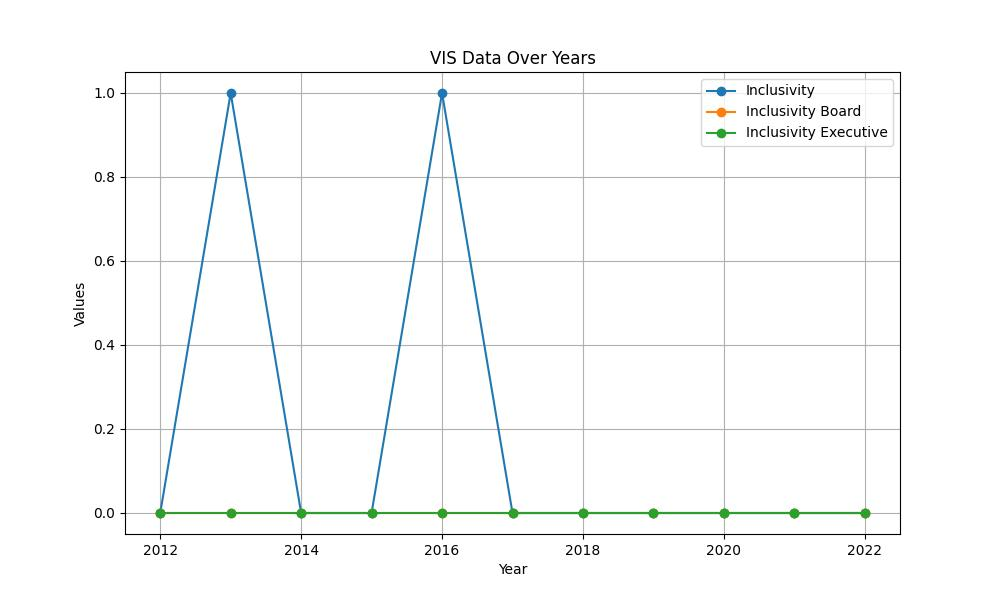 VIS Data Over Years
Inclusivity
Inclusivity Board
Inclusivity Executive
1.0
0.8
0.6
0.4
0.2
0.0
Values
2012 2014 2016 2018 2020 2022
Year